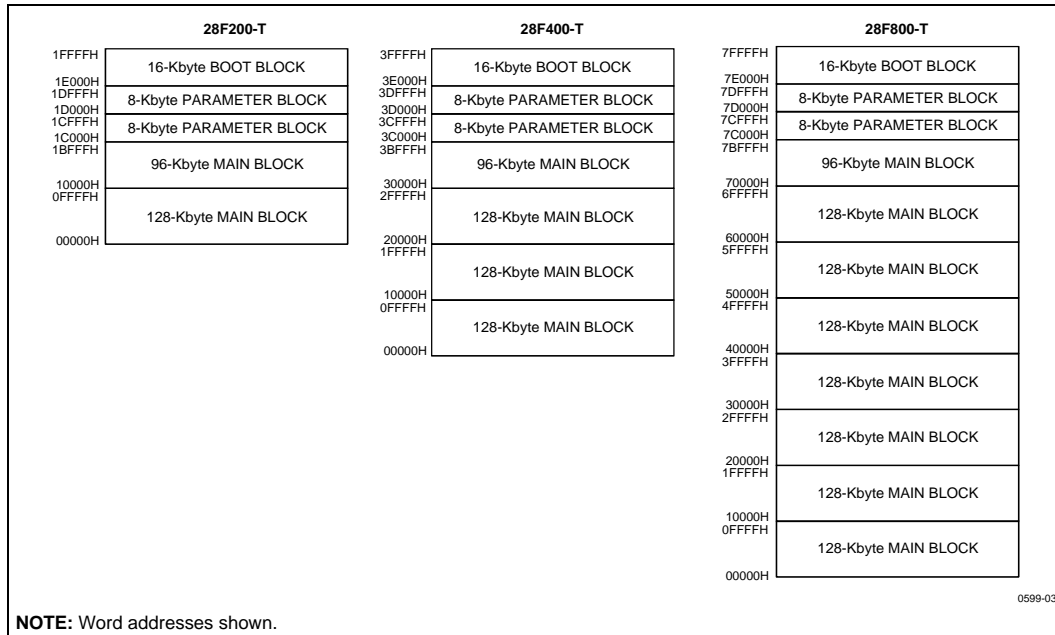 28F200-T
1FFFFH
16-Kbyte BOOT BLOCK
1E000H
1DFFFH
8-Kbyte PARAMETER BLOCK
1D000H
1CFFFH
8-Kbyte PARAMETER BLOCK
1C000H
1BFFFH
96-Kbyte MAIN BLOCK
10000H
0FFFFH
128-Kbyte MAIN BLOCK
00000H
28F400-T
3FFFFH
16-Kbyte BOOT BLOCK
3E000H
3DFFFH
8-Kbyte PARAMETER BLOCK
3D000H
3CFFFH
8-Kbyte PARAMETER BLOCK
3C000H
3BFFFH
96-Kbyte MAIN BLOCK
30000H
2FFFFH
128-Kbyte MAIN BLOCK
20000H
1FFFFH
128-Kbyte MAIN BLOCK
10000H
0FFFFH
128-Kbyte MAIN BLOCK
00000H
28F800-T
7FFFFH
16-Kbyte BOOT BLOCK
7E000H
7DFFFH
8-Kbyte PARAMETER BLOCK
7D000H
7CFFFH
8-Kbyte PARAMETER BLOCK
7C000H
7BFFFH
96-Kbyte MAIN BLOCK
70000H
6FFFFH
128-Kbyte MAIN BLOCK
60000H
5FFFFH
128-Kbyte MAIN BLOCK
50000H
4FFFFH
128-Kbyte MAIN BLOCK
40000H
3FFFFH
128-Kbyte MAIN BLOCK
30000H
2FFFFH
128-Kbyte MAIN BLOCK
20000H
1FFFFH
128-Kbyte MAIN BLOCK
10000H
0FFFFH
128-Kbyte MAIN BLOCK
00000H
0599-03
NOTE: Word addresses shown.